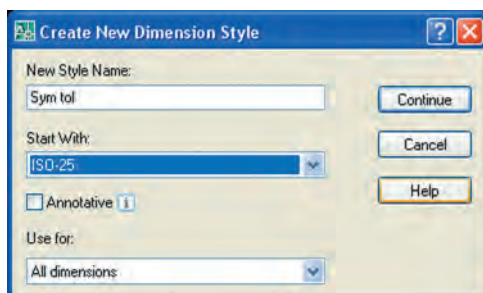 Create New Dimension Style
New Style Name:
Sym tol
Continue
Start With:
Cancel
ISO-25
Help
Annotative
Use for:
All dimensions